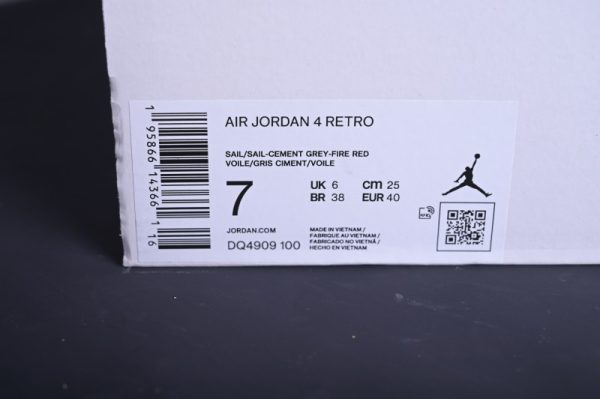 AIR JORDAN 4 RETRO
SAIL/SAIL-CEMENT GREY-FIRE RED
VOILE/GRIS CIMENT/VOILE
7
UK 6 cm 25
BR 38 EUR 40
JORDAN.COM
DQ4909 100
MADE IN VIETNAM /
FABRIQUE AU VIETNAM /
FABRICADO NO VIETNÃ /
HECHO EN VIETNAM
1 95866 14366 1 16